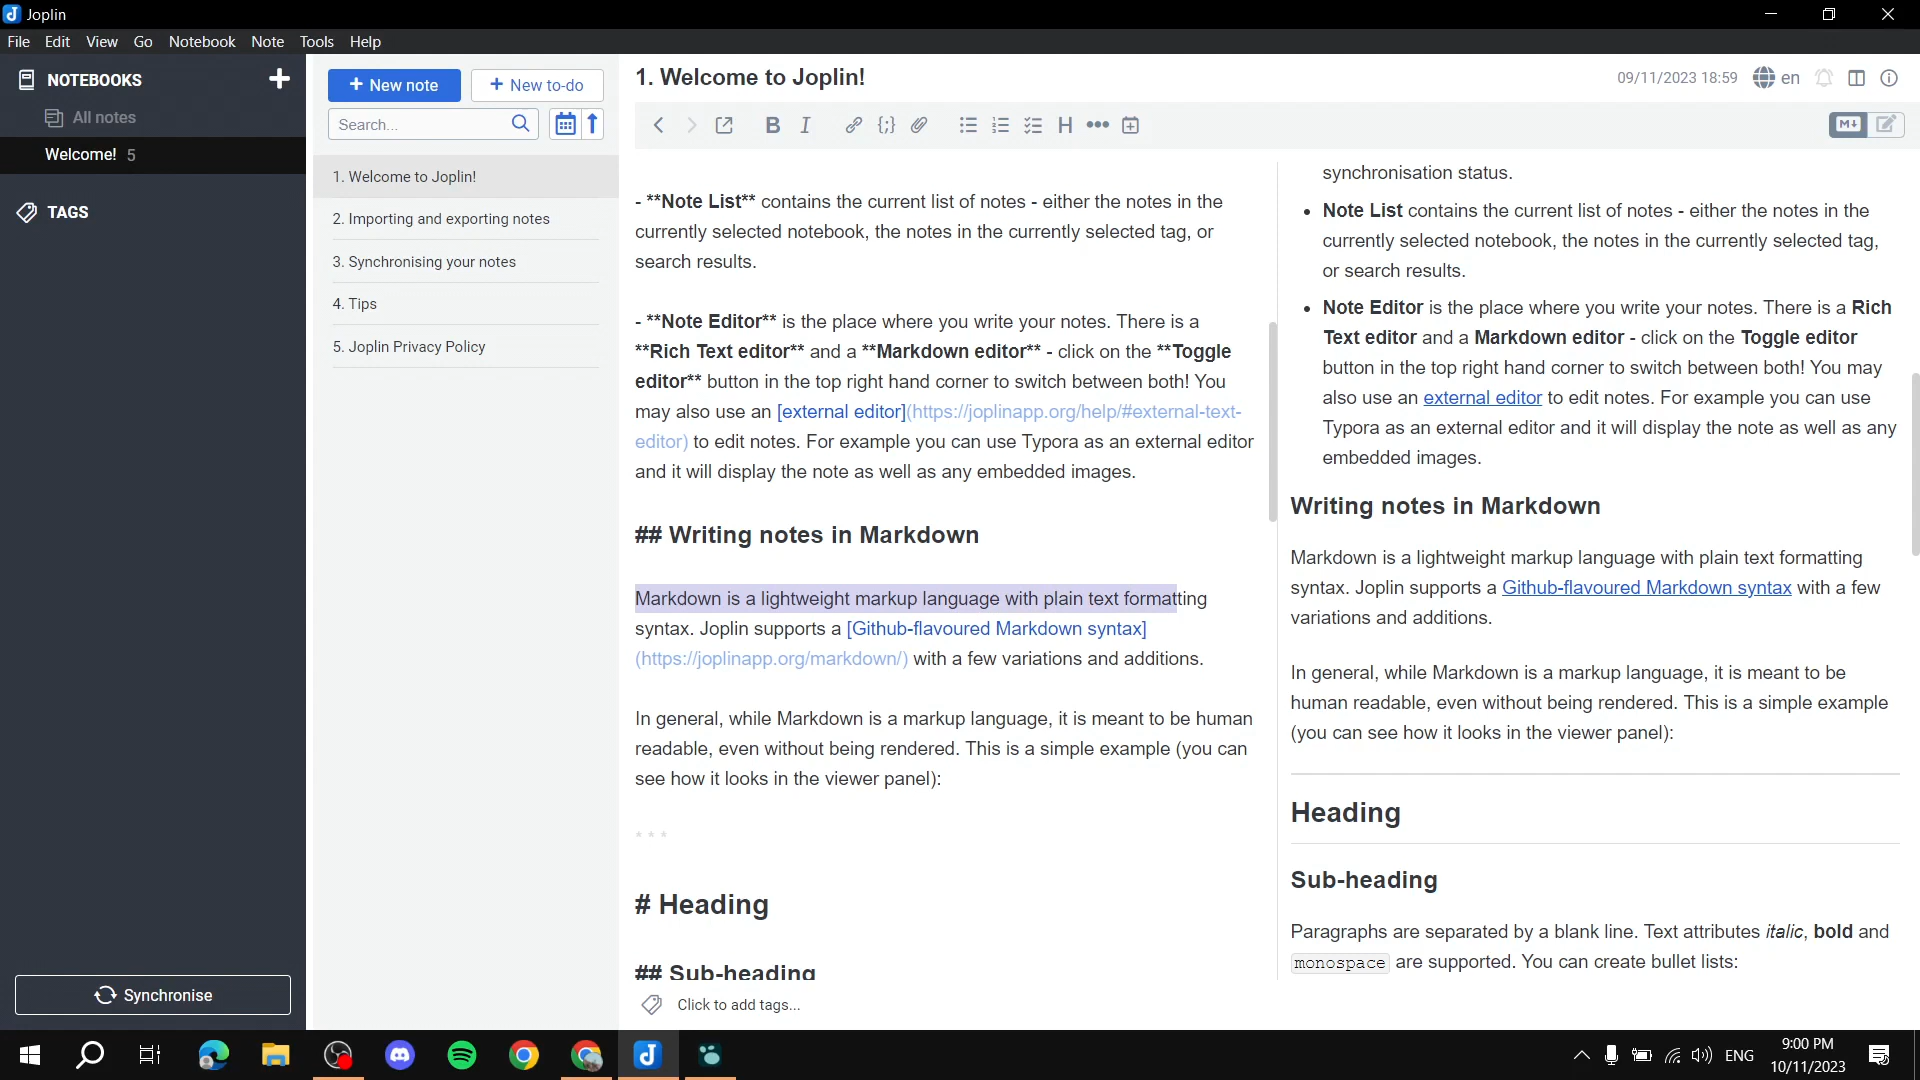 Joplin
File Edit View Go Notebook Note Tools Help
NOTEBOOKS
All notes
Welcome! 5
TAGS
Synchronise
New note
New to-do
Search...
1. Welcome to Joplin!
2. Importing and exporting notes
3. Synchronising your notes
4. Tips
5. Joplin Privacy Policy
1. Welcome to Joplin!
09/11/2023 18:59
en
- **Note List** contains the current list of notes - either the notes in the
currently selected notebook, the notes in the currently selected tag, or
search results.
- **Note Editor** is the place where you write your notes. There is a
**Rich Text editor** and a **Markdown editor** - click on the **Toggle
editor** button in the top right hand corner to switch between both! You
may also use an [external editor](https://joplinapp.org/help/#external-text-
editor) to edit notes. For example you can use Typora as an external editor
and it will display the note as well as any embedded images.
## Writing notes in Markdown
Markdown is a lightweight markup language with plain text formatting
syntax. Joplin supports a [Github-flavoured Markdown syntax]
(https://joplinapp.org/markdown/) with a few variations and additions.
In general, while Markdown is a markup language, it is meant to be human
readable, even without being rendered. This is a simple example (you can
see how it looks in the viewer panel):
* * *
# Heading
## Sub-heading
Click to add tags...
synchronisation status.
• Note List contains the current list of notes - either the notes in the
currently selected notebook, the notes in the currently selected tag,
or search results.
• Note Editor is the place where you write your notes. There is a Rich
Text editor and a Markdown editor - click on the Toggle editor
button in the top right hand corner to switch between both! You may
also use an external editor to edit notes. For example you can use
Typora as an external editor and it will display the note as well as any
embedded images.
Writing notes in Markdown
Markdown is a lightweight markup language with plain text formatting
syntax. Joplin supports a Github-flavoured Markdown syntax with a few
variations and additions.
In general, while Markdown is a markup language, it is meant to be
human readable, even without being rendered. This is a simple example
(you can see how it looks in the viewer panel):
Heading
Sub-heading
Paragraphs are separated by a blank line. Text attributes italic, bold and
monospace are supported. You can create bullet lists:
ENG
9:00 PM
10/11/2023